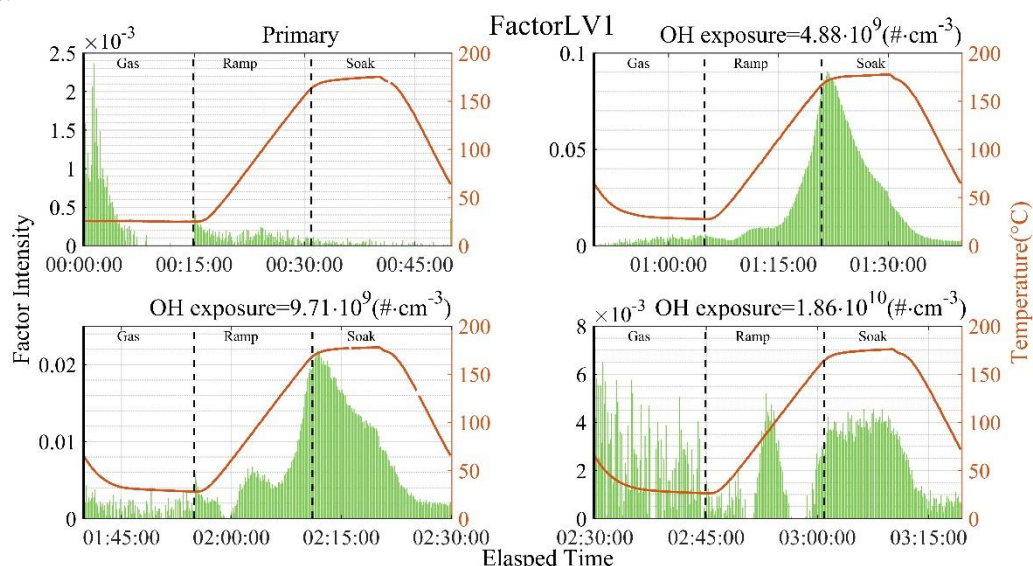 FactorLV1
Primary
×10⁻³
Gas Ramp Soak
2.5
2
1.5
1
0.5
0
200
150
100
50
0
00:00:00 00:15:00 00:30:00 00:45:00
OH exposure=4.88·10⁹(#·cm⁻³)
Gas Ramp Soak
0.1
0.05
0
200
150
100
50
0
01:00:00 01:15:00 01:30:00
OH exposure=9.71·10⁹(#·cm⁻³)
Gas Ramp Soak
0.02
0.01
0
200
150
100
50
0
01:45:00 02:00:00 02:15:00 02:30:00
OH exposure=1.86·10¹⁰(#·cm⁻³)
×10⁻³
Gas Ramp Soak
8
6
4
2
0
200
150
100
50
0
02:30:00 02:45:00 03:00:00 03:15:00
Factor Intensity
Temperature(°C)
Elasped Time